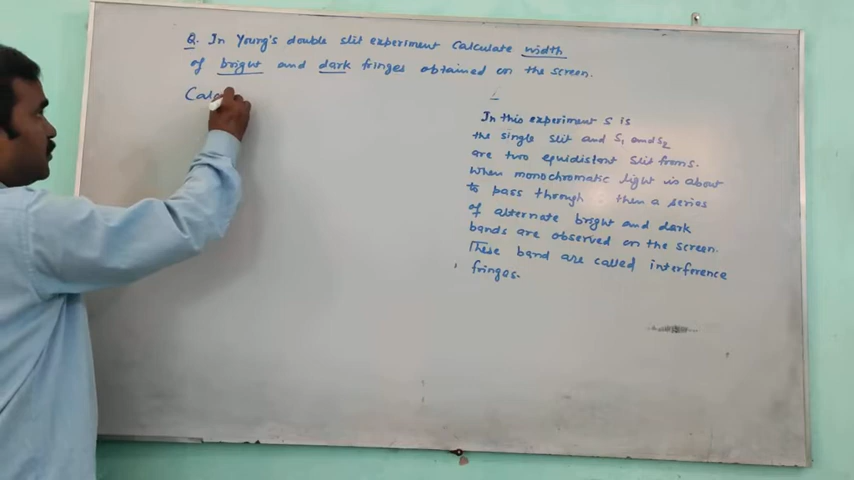 Q. In Young's double slit experiment calculate width
of bright and dark fringes obtained on the screen.
Calc
In this experiment S is
the single slit and S₁ and S₂
are two equidistant slit from s.
When monochromatic light is about
to pass through then a series
of alternate bright and dark
bands are observed on the screen.
These band are called interference
fringes.